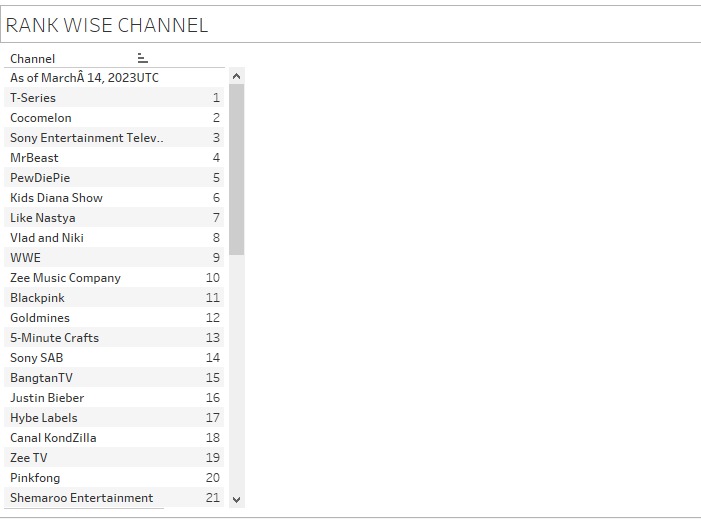 RANK WISE CHANNEL
Channel
As of MarchÂ 14, 2023UTC
T-Series 1
Cocomelon 2
Sony Entertainment Telev.. 3
MrBeast 4
PewDiePie 5
Kids Diana Show 6
Like Nastya 7
Vlad and Niki 8
WWE 9
Zee Music Company 10
Blackpink 11
Goldmines 12
5-Minute Crafts 13
Sony SAB 14
BangtanTV 15
Justin Bieber 16
Hybe Labels 17
Canal KondZilla 18
Zee TV 19
Pinkfong 20
Shemaroo Entertainment 21